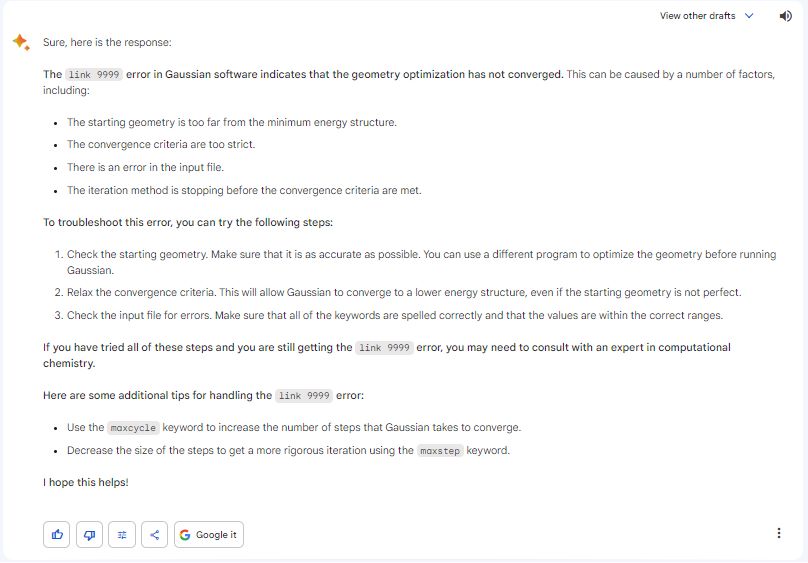 View other drafts
Sure, here is the response:
The link 9999 error in Gaussian software indicates that the geometry optimization has not converged. This can be caused by a number of factors,
including:
• The starting geometry is too far from the minimum energy structure.
• The convergence criteria are too strict.
• There is an error in the input file.
• The iteration method is stopping before the convergence criteria are met.
To troubleshoot this error, you can try the following steps:
1. Check the starting geometry. Make sure that it is as accurate as possible. You can use a different program to optimize the geometry before running
Gaussian.
2. Relax the convergence criteria. This will allow Gaussian to converge to a lower energy structure, even if the starting geometry is not perfect.
3. Check the input file for errors. Make sure that all of the keywords are spelled correctly and that the values are within the correct ranges.
If you have tried all of these steps and you are still getting the link 9999 error, you may need to consult with an expert in computational
chemistry.
Here are some additional tips for handling the link 9999 error:
• Use the maxcycle keyword to increase the number of steps that Gaussian takes to converge.
• Decrease the size of the steps to get a more rigorous iteration using the maxstep keyword.
I hope this helps!
Google it